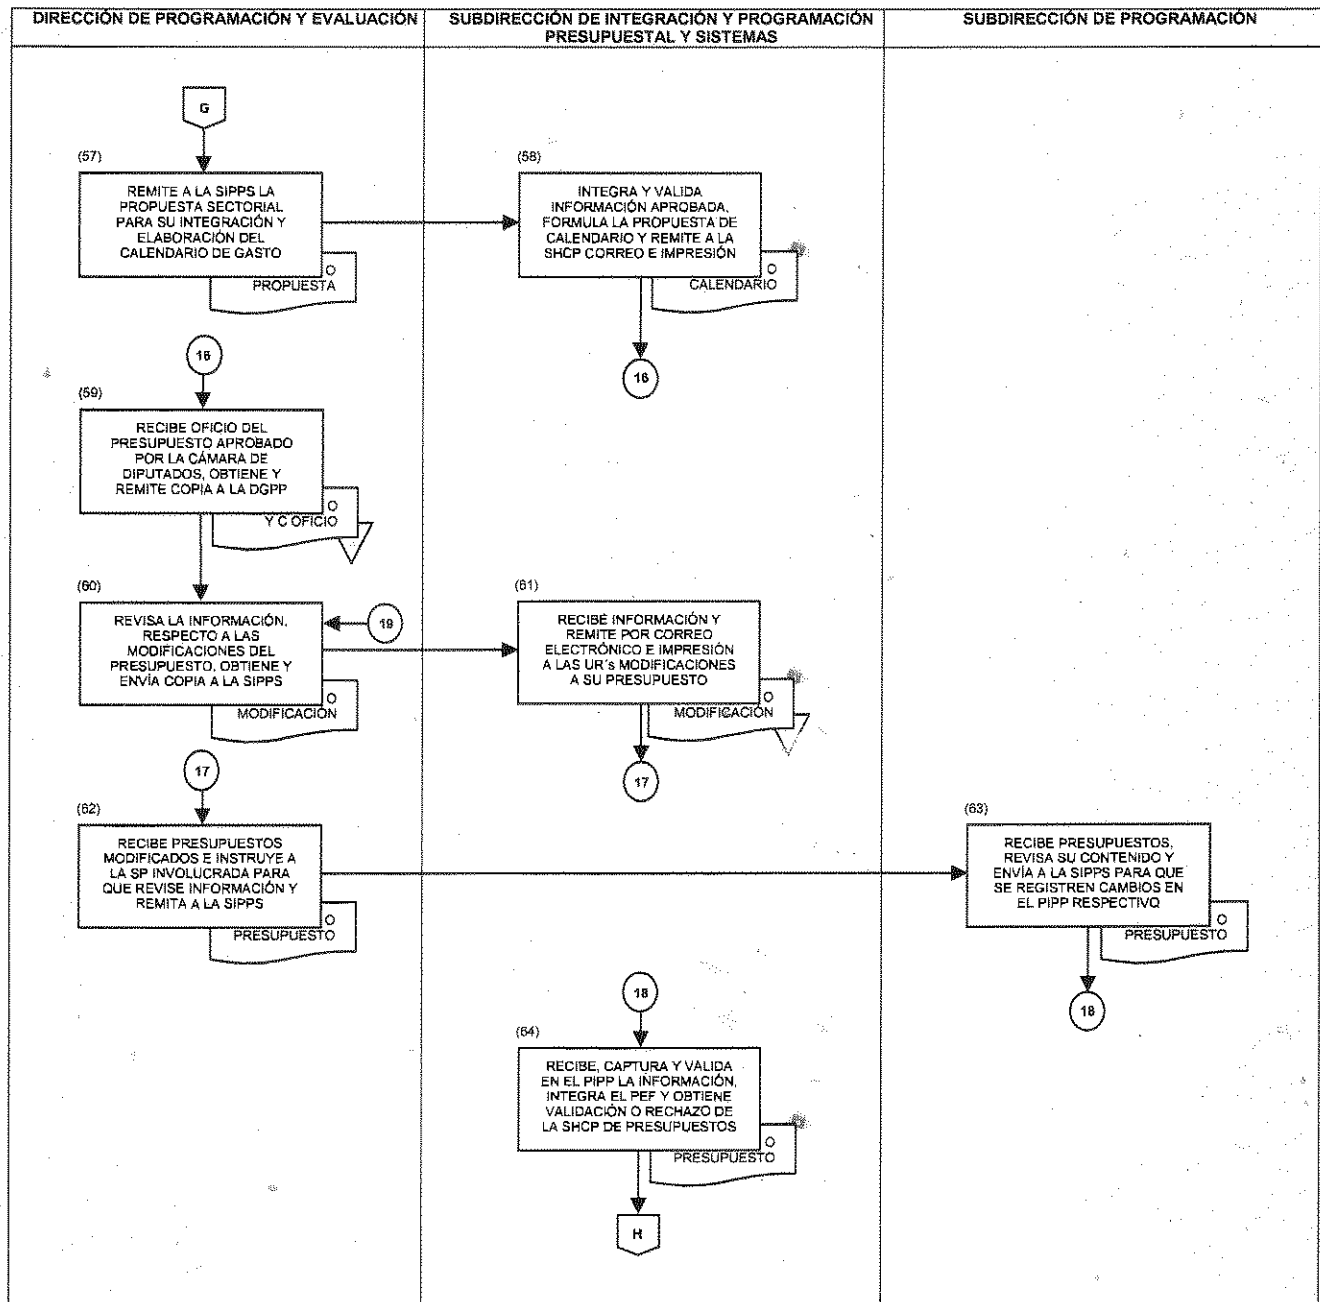 DIRECCIÓN DE PROGRAMACIÓN Y EVALUACIÓN
SUBDIRECCIÓN DE INTEGRACIÓN Y PROGRAMACIÓN
PRESUPUESTAL Y SISTEMAS
SUBDIRECCIÓN DE PROGRAMACIÓN
G
(57)
REMITE A LA SIPPS LA
PROPUESTA SECTORIAL
PARA SU INTEGRACIÓN Y
ELABORACIÓN DEL
CALENDARIO DE GASTO
O
PROPUESTA
(58)
INTEGRA Y VALIDA
INFORMACIÓN APROBADA,
FORMULA LA PROPUESTA DE
CALENDARIO Y REMITE A LA
SHCP CORREO E IMPRESIÓN
O
CALENDARIO
16
16
(59)
RECIBE OFICIO DEL
PRESUPUESTO APROBADO
POR LA CÁMARA DE
DIPUTADOS, OBTIENE Y
REMITE COPIA A LA DGPP
O
Y C OFICIO
(60)
REVISA LA INFORMACIÓN,
RESPECTO A LAS
MODIFICACIONES DEL
PRESUPUESTO, OBTIENE Y
ENVÍA COPIA A LA SIPPS
O
MODIFICACIÓN
19
(61)
RECIBE INFORMACIÓN Y
REMITE POR CORREO
ELECTRÓNICO E IMPRESIÓN
A LAS UR's MODIFICACIONES
A SU PRESUPUESTO
O
MODIFICACIÓN
17
17
(62)
RECIBE PRESUPUESTOS
MODIFICADOS E INSTRUYE A
LA SP INVOLUCRADA PARA
QUE REVISE INFORMACIÓN Y
REMITA A LA SIPPS
O
PRESUPUESTO
(63)
RECIBE PRESUPUESTOS,
REVISA SU CONTENIDO Y
ENVÍA A LA SIPPS PARA QUE
SE REGISTREN CAMBIOS EN
EL PIPP RESPECTIVO
O
PRESUPUESTO
18
18
(64)
RECIBE, CAPTURA Y VALIDA
EN EL PIPP LA INFORMACIÓN,
INTEGRA EL PEF Y OBTIENE
VALIDACIÓN O RECHAZO DE
LA SHCP DE PRESUPUESTOS
O
PRESUPUESTO
H